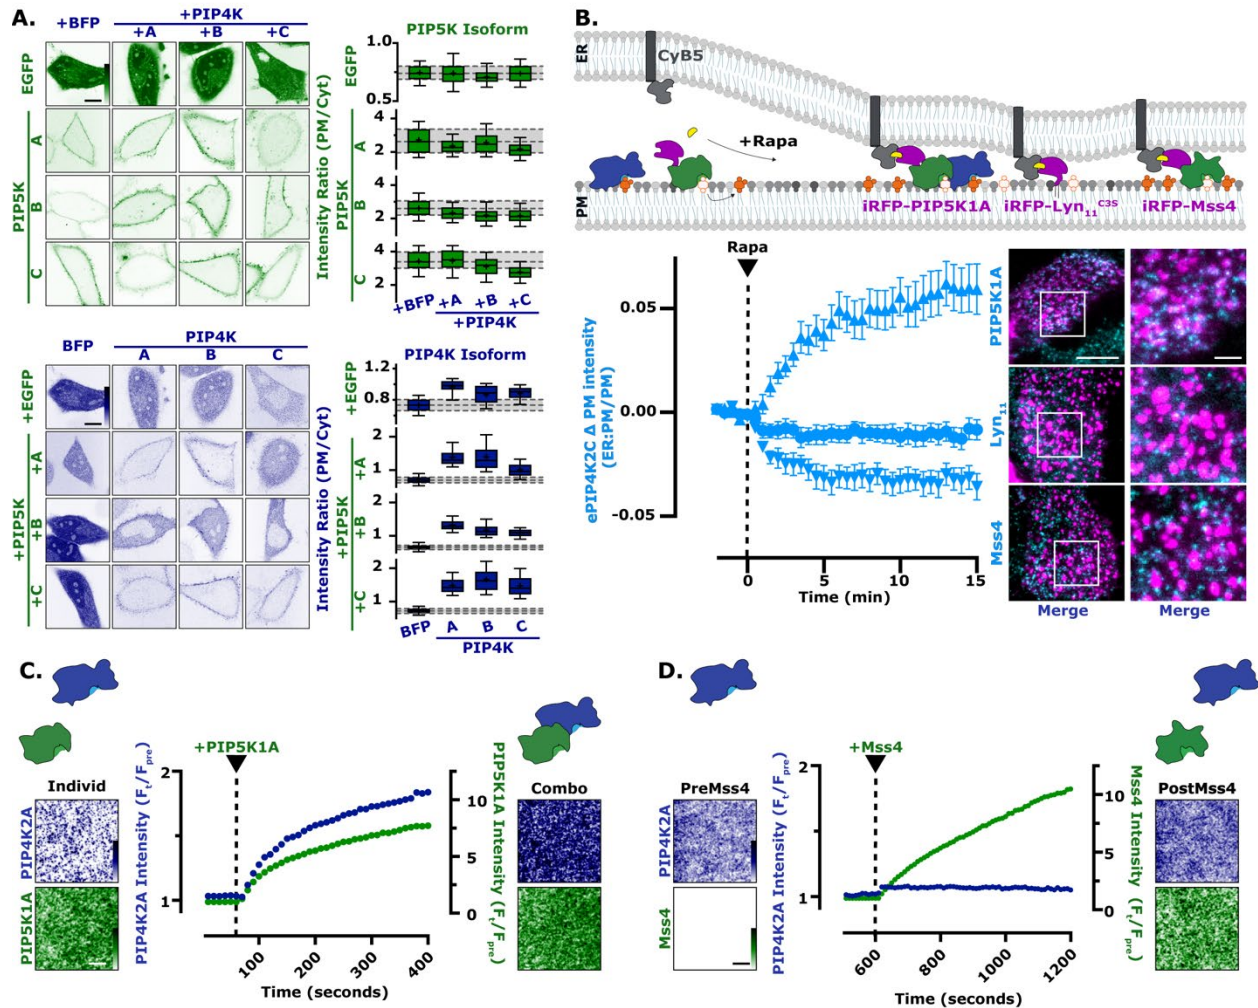 A.
+BFP
+PIP4K
+A +B +C
EGFP
PIP5K
A
B
C
PIP5K Isoform
Intensity Ratio (PM/Cyt)
EGFP
1.0
0.5
PIP5K
A
4
2
B
4
2
C
4
2
+BFP +A +B +C
+PIP4K
BFP
PIP4K
A B C
+EGFP
+PIP5K
+A
+B
+C
PIP4K Isoform
Intensity Ratio (PM/Cyt)
+EGFP
1.2
0.8
+PIP5K
+A
2
1
+B
2
1
+C
2
1
BFP A B C
PIP4K
B.
ER
CyB5
+Rapa
PM
iRFP-PIP5K1A
iRFP-Lyn11C3S
iRFP-Mss4
Rapa
ePIP4K2C Δ PM intensity
(ER:PM/PM)
0.05
0.00
-0.05
0 5 10 15
Time (min)
PIP5K1A
Lyn11
Mss4
Merge Merge
C.
Individ
PIP4K2A
PIP5K1A
+PIP5K1A
PIP4K2A Intensity (Ft/Fpre)
2
1
PIP5K1A Intensity (Ft/Fpre)
10
5
0
100 200 300 400
Time (seconds)
Combo
D.
PreMss4
PIP4K2A
Mss4
+Mss4
PIP4K2A Intensity (Ft/Fpre)
2
1
Mss4 Intensity (Ft/Fpre)
10
5
0
600 800 1000 1200
Time (seconds)
PostMss4